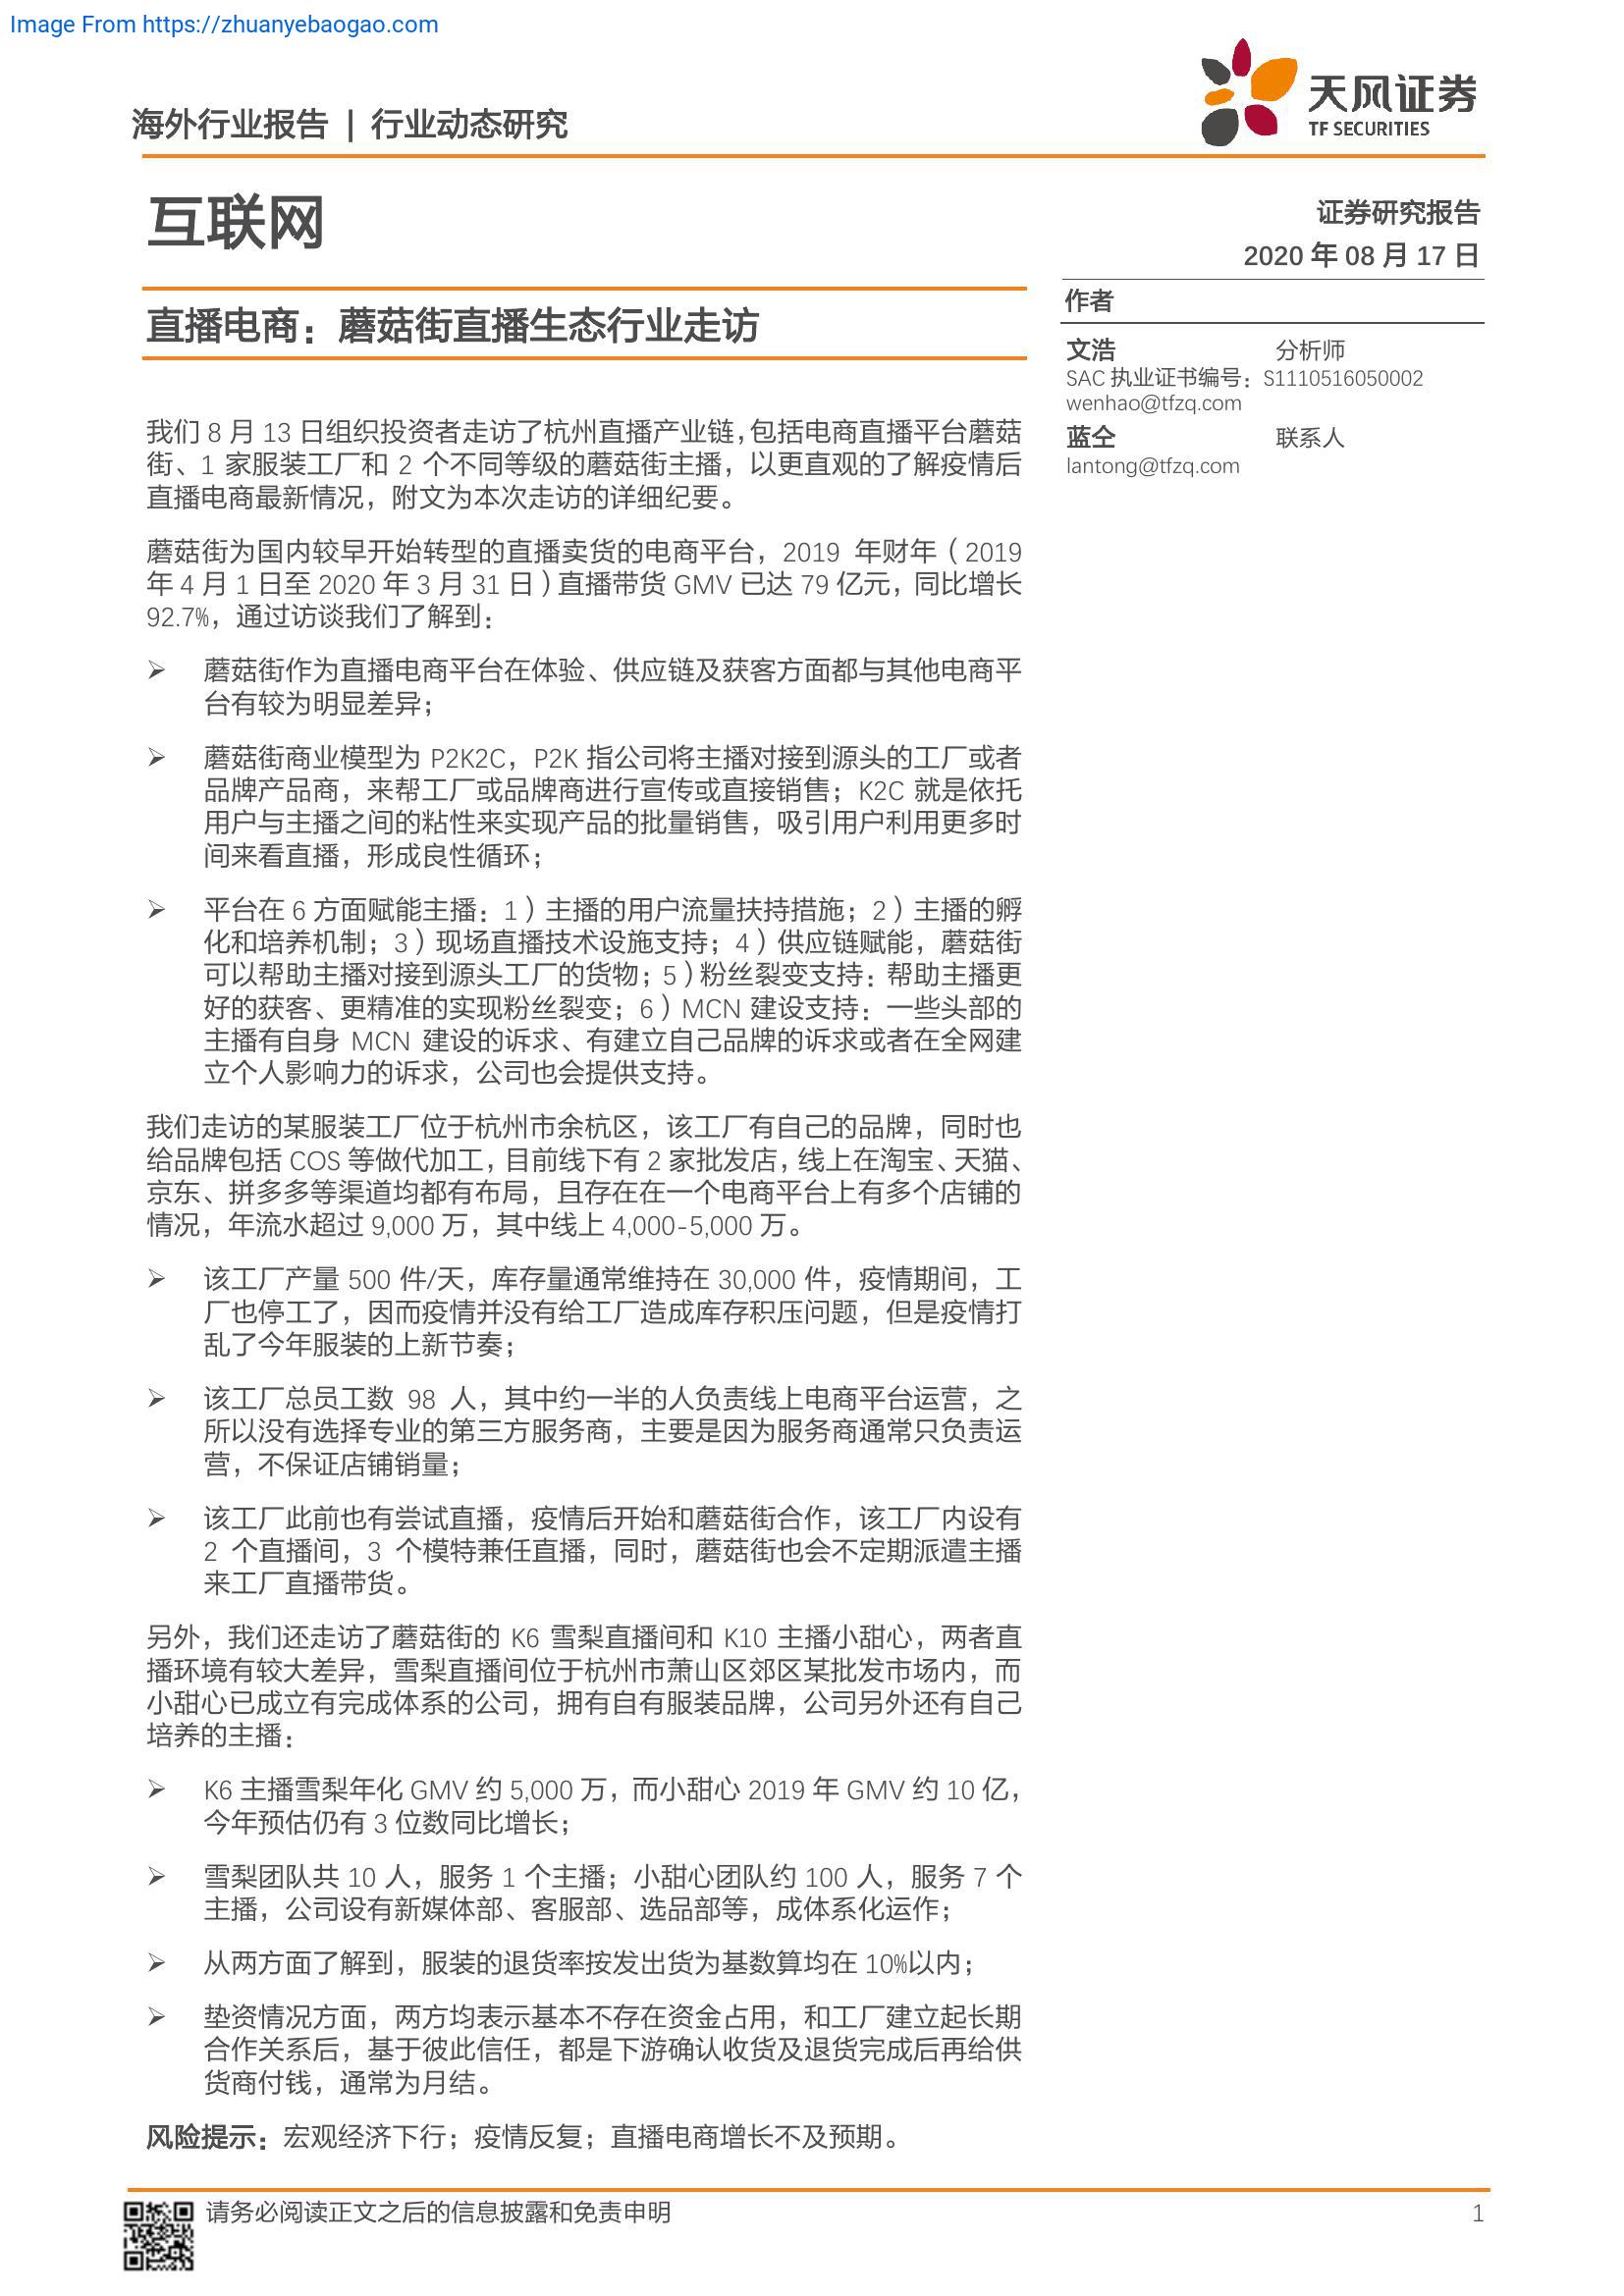 Image From https://zhuanyebaogao.com
海外行业报告 | 行业动态研究
天风证券
TF SECURITIES
互联网
证券研究报告
2020 年 08 月 17 日
直播电商：蘑菇街直播生态行业走访
作者
文浩 分析师
SAC 执业证书编号：S1110516050002
wenhao@tfzq.com
蓝仝 联系人
lantong@tfzq.com
我们 8 月 13 日组织投资者走访了杭州直播产业链，包括电商直播平台蘑菇
街、1 家服装工厂和 2 个不同等级的蘑菇街主播，以更直观的了解疫情后
直播电商最新情况，附文为本次走访的详细纪要。
蘑菇街为国内较早开始转型的直播卖货的电商平台，2019 年财年（2019
年 4 月 1 日至 2020 年 3 月 31 日）直播带货 GMV 已达 79 亿元，同比增长
92.7%，通过访谈我们了解到：
➢ 蘑菇街作为直播电商平台在体验、供应链及获客方面都与其他电商平
台有较为明显差异；
➢ 蘑菇街商业模型为 P2K2C，P2K 指公司将主播对接到源头的工厂或者
品牌产品商，来帮工厂或品牌商进行宣传或直接销售；K2C 就是依托
用户与主播之间的粘性来实现产品的批量销售，吸引用户利用更多时
间来看直播，形成良性循环；
➢ 平台在 6 方面赋能主播：1）主播的用户流量扶持措施；2）主播的孵
化和培养机制；3）现场直播技术设施支持；4）供应链赋能，蘑菇街
可以帮助主播对接到源头工厂的货物；5）粉丝裂变支持：帮助主播更
好的获客、更精准的实现粉丝裂变；6）MCN 建设支持：一些头部的
主播有自身 MCN 建设的诉求、有建立自己品牌的诉求或者在全网建
立个人影响力的诉求，公司也会提供支持。
我们走访的某服装工厂位于杭州市余杭区，该工厂有自己的品牌，同时也
给品牌包括 COS 等做代加工，目前线下有 2 家批发店，线上在淘宝、天猫、
京东、拼多多等渠道均都有布局，且存在在一个电商平台上有多个店铺的
情况，年流水超过 9,000 万，其中线上 4,000-5,000 万。
➢ 该工厂产量 500 件/天，库存量通常维持在 30,000 件，疫情期间，工
厂也停工了，因而疫情并没有给工厂造成库存积压问题，但是疫情打
乱了今年服装的上新节奏；
➢ 该工厂总员工数 98 人，其中约一半的人负责线上电商平台运营，之
所以没有选择专业的第三方服务商，主要是因为服务商通常只负责运
营，不保证店铺销量；
➢ 该工厂此前也有尝试直播，疫情后开始和蘑菇街合作，该工厂内设有
2 个直播间，3 个模特兼任直播，同时，蘑菇街也会不定期派遣主播
来工厂直播带货。
另外，我们还走访了蘑菇街的 K6 雪梨直播间和 K10 主播小甜心，两者直
播环境有较大差异，雪梨直播间位于杭州市萧山区郊区某批发市场内，而
小甜心已成立有完成体系的公司，拥有自有服装品牌，公司另外还有自己
培养的主播：
➢ K6 主播雪梨年化 GMV 约 5,000 万，而小甜心 2019 年 GMV 约 10 亿，
今年预估仍有 3 位数同比增长；
➢ 雪梨团队共 10 人，服务 1 个主播；小甜心团队约 100 人，服务 7 个
主播，公司设有新媒体部、客服部、选品部等，成体系化运作；
➢ 从两方面了解到，服装的退货率按发出货为基数算均在 10%以内；
➢ 垫资情况方面，两方均表示基本不存在资金占用，和工厂建立起长期
合作关系后，基于彼此信任，都是下游确认收货及退货完成后再给供
货商付钱，通常为月结。
风险提示：宏观经济下行；疫情反复；直播电商增长不及预期。
请务必阅读正文之后的信息披露和免责申明
1